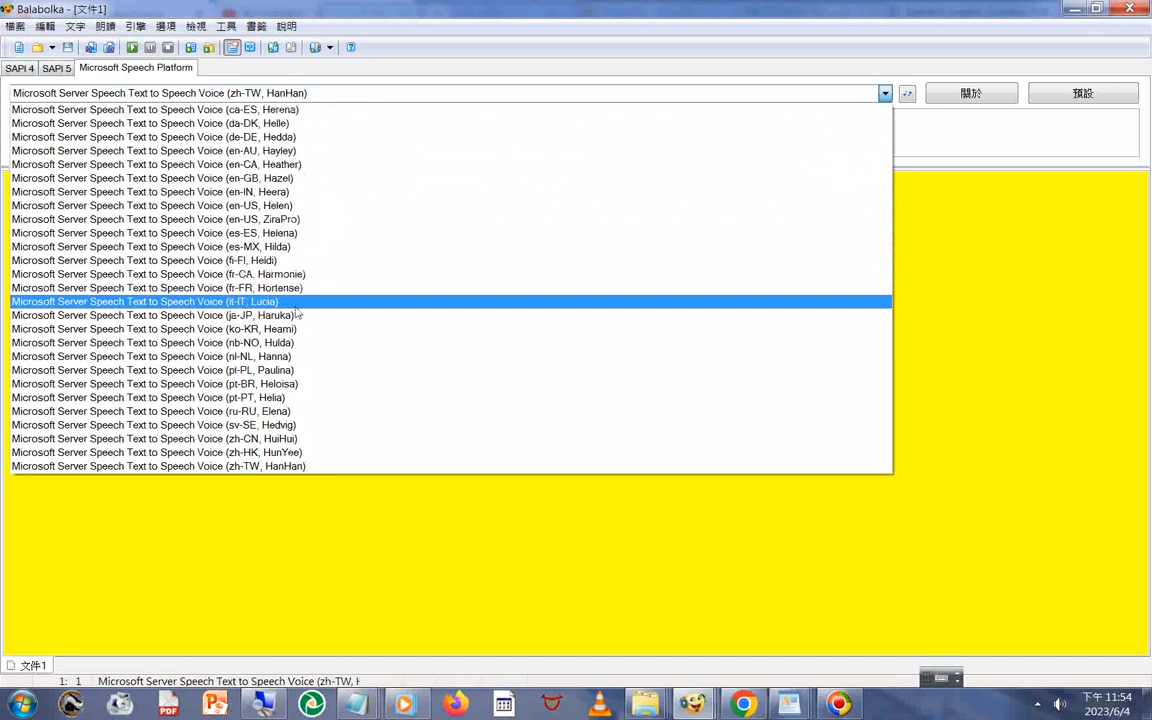 Balabolka - [文件1]
檔案 編輯 文字 朗讀 引擎 選項 檢視 工具 書籤 說明
SAPI 4 SAPI 5 Microsoft Speech Platform
Microsoft Server Speech Text to Speech Voice (zh-TW, HanHan) 關於 預設
Microsoft Server Speech Text to Speech Voice (ca-ES, Herena)
Microsoft Server Speech Text to Speech Voice (da-DK, Helle)
Microsoft Server Speech Text to Speech Voice (de-DE, Hedda)
Microsoft Server Speech Text to Speech Voice (en-AU, Hayley)
Microsoft Server Speech Text to Speech Voice (en-CA, Heather)
Microsoft Server Speech Text to Speech Voice (en-GB, Hazel)
Microsoft Server Speech Text to Speech Voice (en-IN, Heera)
Microsoft Server Speech Text to Speech Voice (en-US, Helen)
Microsoft Server Speech Text to Speech Voice (en-US, ZiraPro)
Microsoft Server Speech Text to Speech Voice (es-ES, Helena)
Microsoft Server Speech Text to Speech Voice (es-MX, Hilda)
Microsoft Server Speech Text to Speech Voice (fi-FI, Heidi)
Microsoft Server Speech Text to Speech Voice (fr-CA, Harmonie)
Microsoft Server Speech Text to Speech Voice (fr-FR, Hortense)
Microsoft Server Speech Text to Speech Voice (it-IT, Lucia)
Microsoft Server Speech Text to Speech Voice (ja-JP, Haruka)
Microsoft Server Speech Text to Speech Voice (ko-KR, Heami)
Microsoft Server Speech Text to Speech Voice (nb-NO, Hulda)
Microsoft Server Speech Text to Speech Voice (nl-NL, Hanna)
Microsoft Server Speech Text to Speech Voice (pl-PL, Paulina)
Microsoft Server Speech Text to Speech Voice (pt-BR, Heloisa)
Microsoft Server Speech Text to Speech Voice (pt-PT, Helia)
Microsoft Server Speech Text to Speech Voice (ru-RU, Elena)
Microsoft Server Speech Text to Speech Voice (sv-SE, Hedvig)
Microsoft Server Speech Text to Speech Voice (zh-CN, HuiHui)
Microsoft Server Speech Text to Speech Voice (zh-HK, HunYee)
Microsoft Server Speech Text to Speech Voice (zh-TW, HanHan)
文件1
1: 1 Microsoft Server Speech Text to Speech Voice (zh-TW,
PDF
下午 11:54
2023/6/4